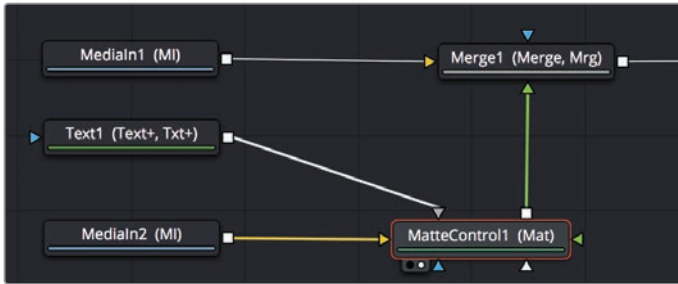 MediaIn1 (MI)
Merge1 (Merge, Mrg)
Text1 (Text+, Txt+)
MediaIn2 (MI)
MatteControl1 (Mat)